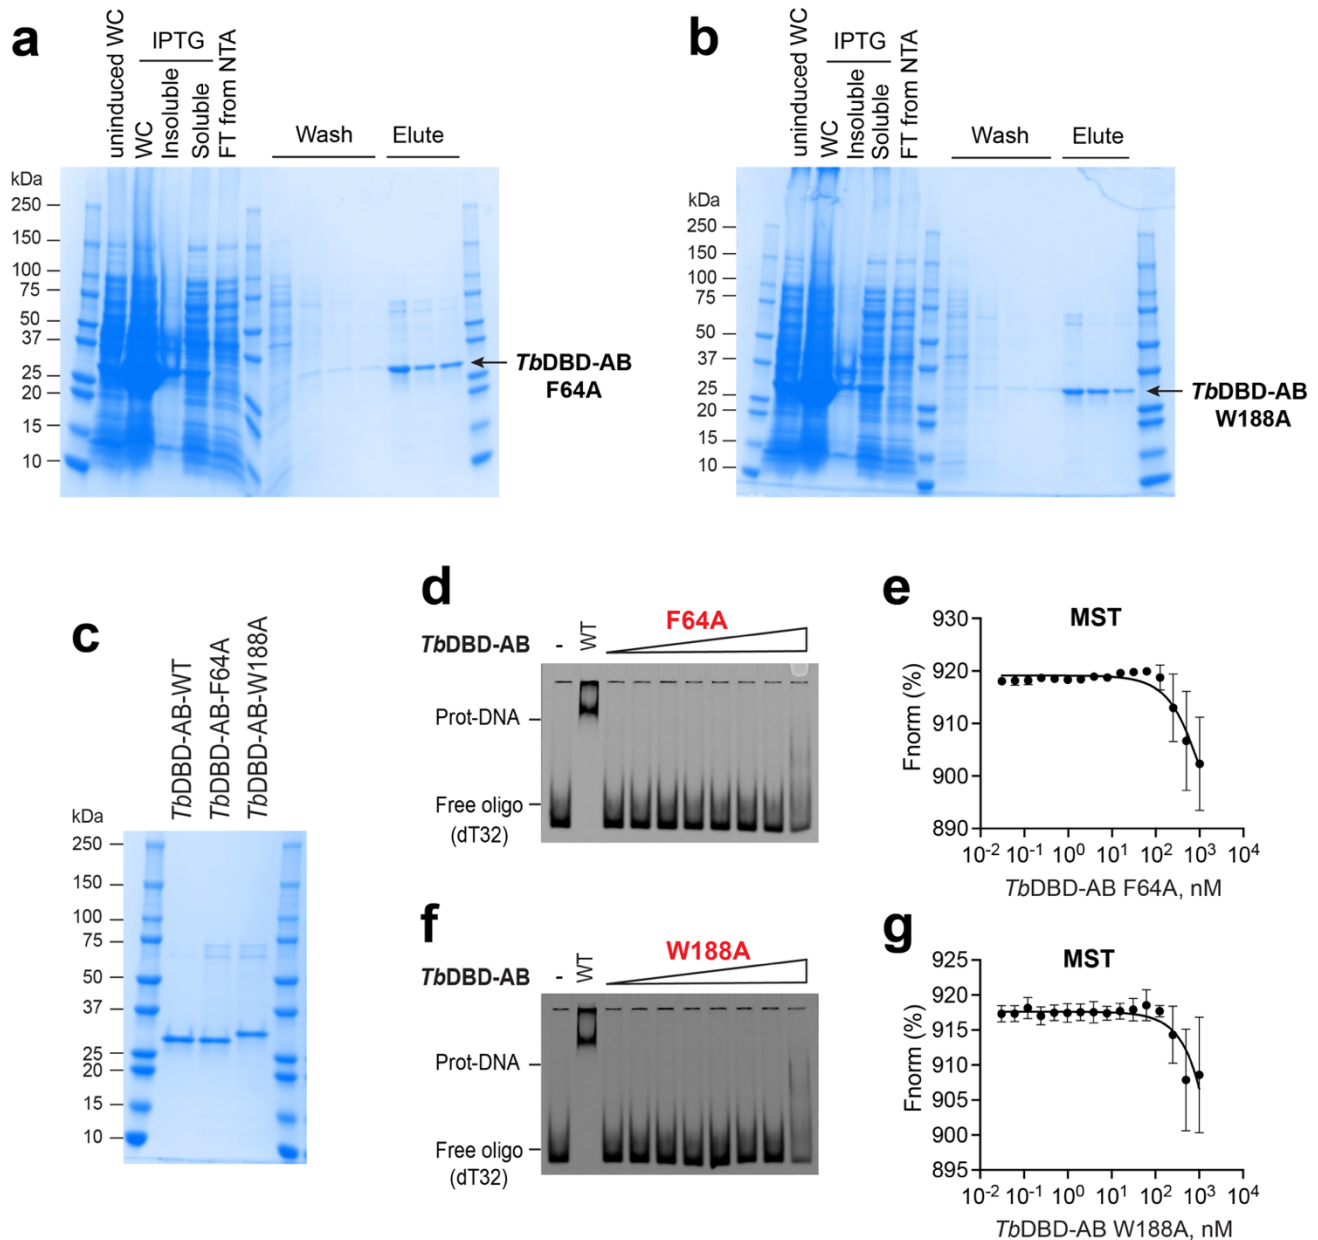 a
uninduced WC
IPTG
WC
Insoluble
Soluble
FT from NTA
Wash
Elute
kDa
250
150
100
75
50
37
25
20
15
10
TbDBD-AB
F64A
b
uninduced WC
IPTG
WC
Insoluble
Soluble
FT from NTA
Wash
Elute
kDa
250
150
100
75
50
37
25
20
15
10
TbDBD-AB
W188A
c
TbDBD-AB-WT
TbDBD-AB-F64A
TbDBD-AB-W188A
kDa
250
150
100
75
50
37
25
20
15
10
d
F64A
TbDBD-AB - WT
Prot-DNA
Free oligo
(dT32)
e
MST
Fnorm (%)
930
920
910
900
890
10-2 10-1 100 101 102 103 104
TbDBD-AB F64A, nM
f
W188A
TbDBD-AB - WT
Prot-DNA
Free oligo
(dT32)
g
MST
Fnorm (%)
925
920
915
910
905
900
895
10-2 10-1 100 101 102 103 104
TbDBD-AB W188A, nM